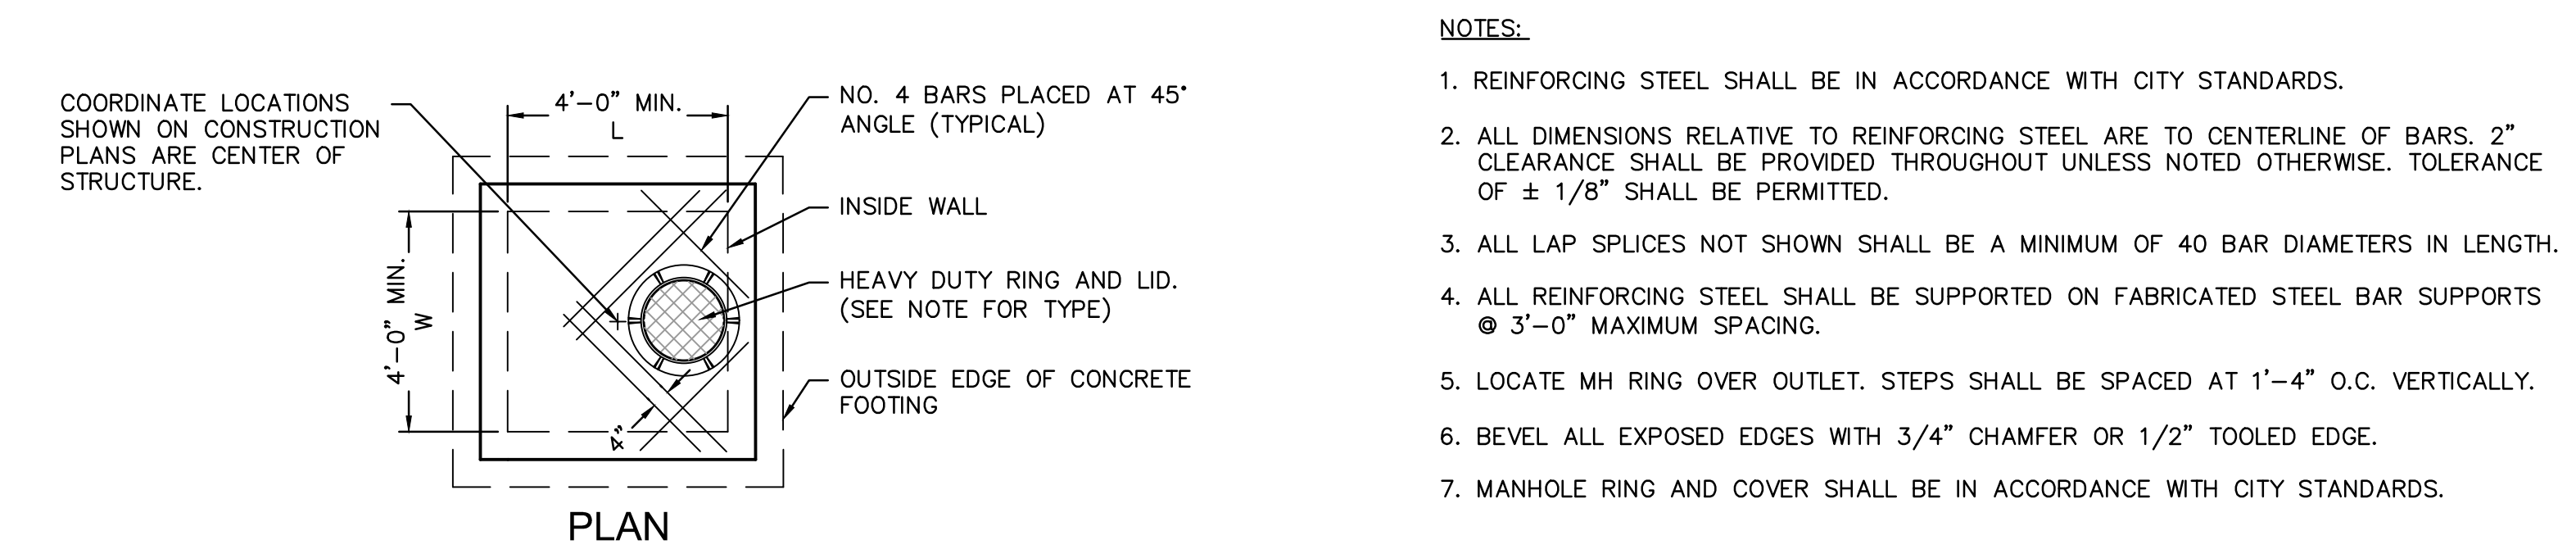 COORDINATE LOCATIONS
SHOWN ON CONSTRUCTION
PLANS ARE CENTER OF
STRUCTURE.
4'-0" MIN.
L
4'-0" MIN.
W
4"
NO. 4 BARS PLACED AT 45°
ANGLE (TYPICAL)
INSIDE WALL
HEAVY DUTY RING AND LID.
(SEE NOTE FOR TYPE)
OUTSIDE EDGE OF CONCRETE
FOOTING
PLAN
NOTES:
1. REINFORCING STEEL SHALL BE IN ACCORDANCE WITH CITY STANDARDS.
2. ALL DIMENSIONS RELATIVE TO REINFORCING STEEL ARE TO CENTERLINE OF BARS. 2"
CLEARANCE SHALL BE PROVIDED THROUGHOUT UNLESS NOTED OTHERWISE. TOLERANCE
OF ± 1/8" SHALL BE PERMITTED.
3. ALL LAP SPLICES NOT SHOWN SHALL BE A MINIMUM OF 40 BAR DIAMETERS IN LENGTH.
4. ALL REINFORCING STEEL SHALL BE SUPPORTED ON FABRICATED STEEL BAR SUPPORTS
@ 3'-0" MAXIMUM SPACING.
5. LOCATE MH RING OVER OUTLET. STEPS SHALL BE SPACED AT 1'-4" O.C. VERTICALLY.
6. BEVEL ALL EXPOSED EDGES WITH 3/4" CHAMFER OR 1/2" TOOLED EDGE.
7. MANHOLE RING AND COVER SHALL BE IN ACCORDANCE WITH CITY STANDARDS.